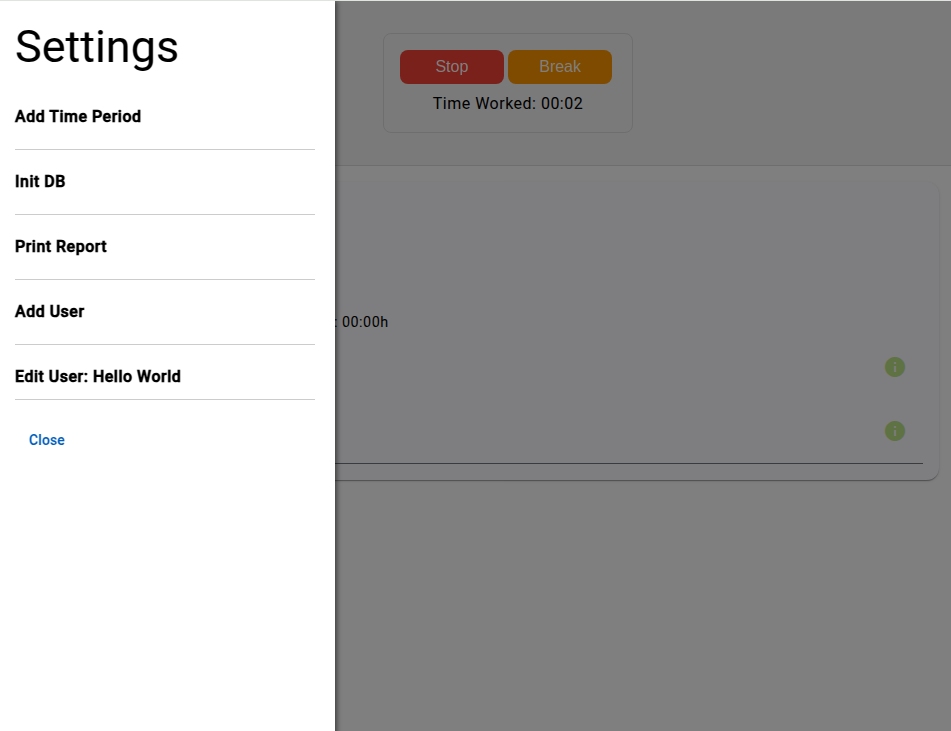 Settings
Add Time Period
Init DB
Print Report
Add User
Edit User: Hello World
Close
Stop
Break
Time Worked: 00:02
: 00:00h